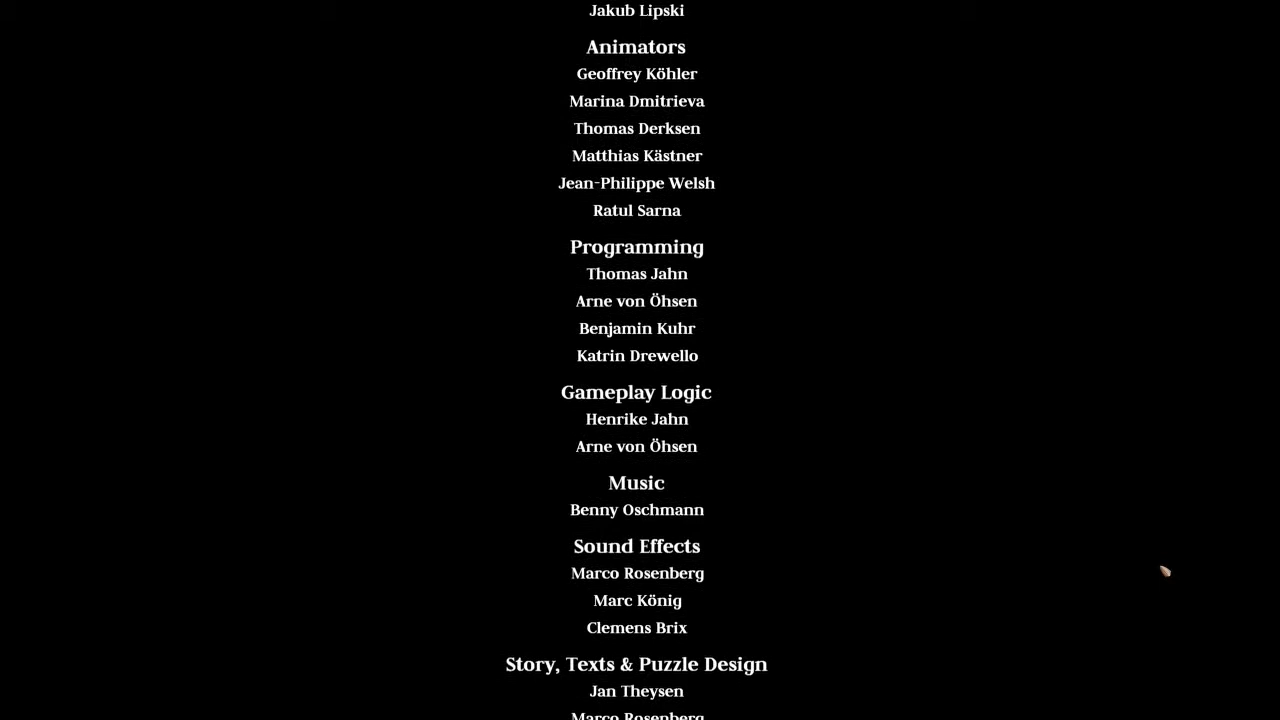 Jakub Lipski
Animators
Geoffrey Köhler
Marina Dmitrieva
Thomas Derksen
Matthias Kästner
Jean-Philippe Welsh
Ratul Sarna
Programming
Thomas Jahn
Arne von Öhsen
Benjamin Kuhr
Katrin Drewello
Gameplay Logic
Henrike Jahn
Arne von Öhsen
Music
Benny Oschmann
Sound Effects
Marco Rosenberg
Marc König
Clemens Brix
Story, Texts & Puzzle Design
Jan Theysen
Marco Rosenberg